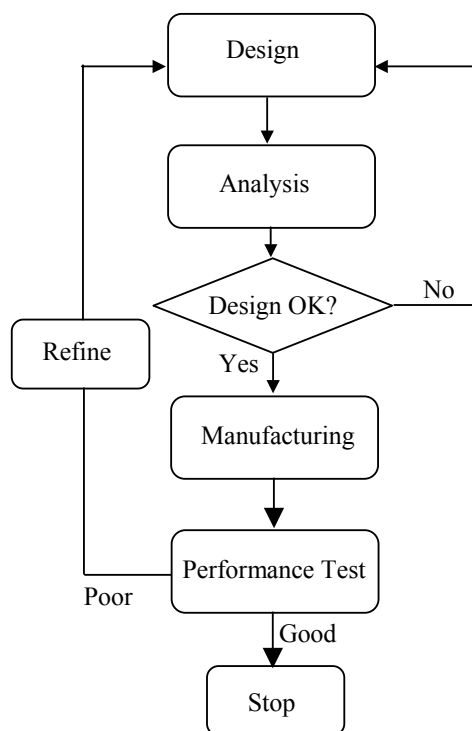 Design
Analysis
Design OK?
No
Refine
Yes
Manufacturing
Performance Test
Poor
Good
Stop